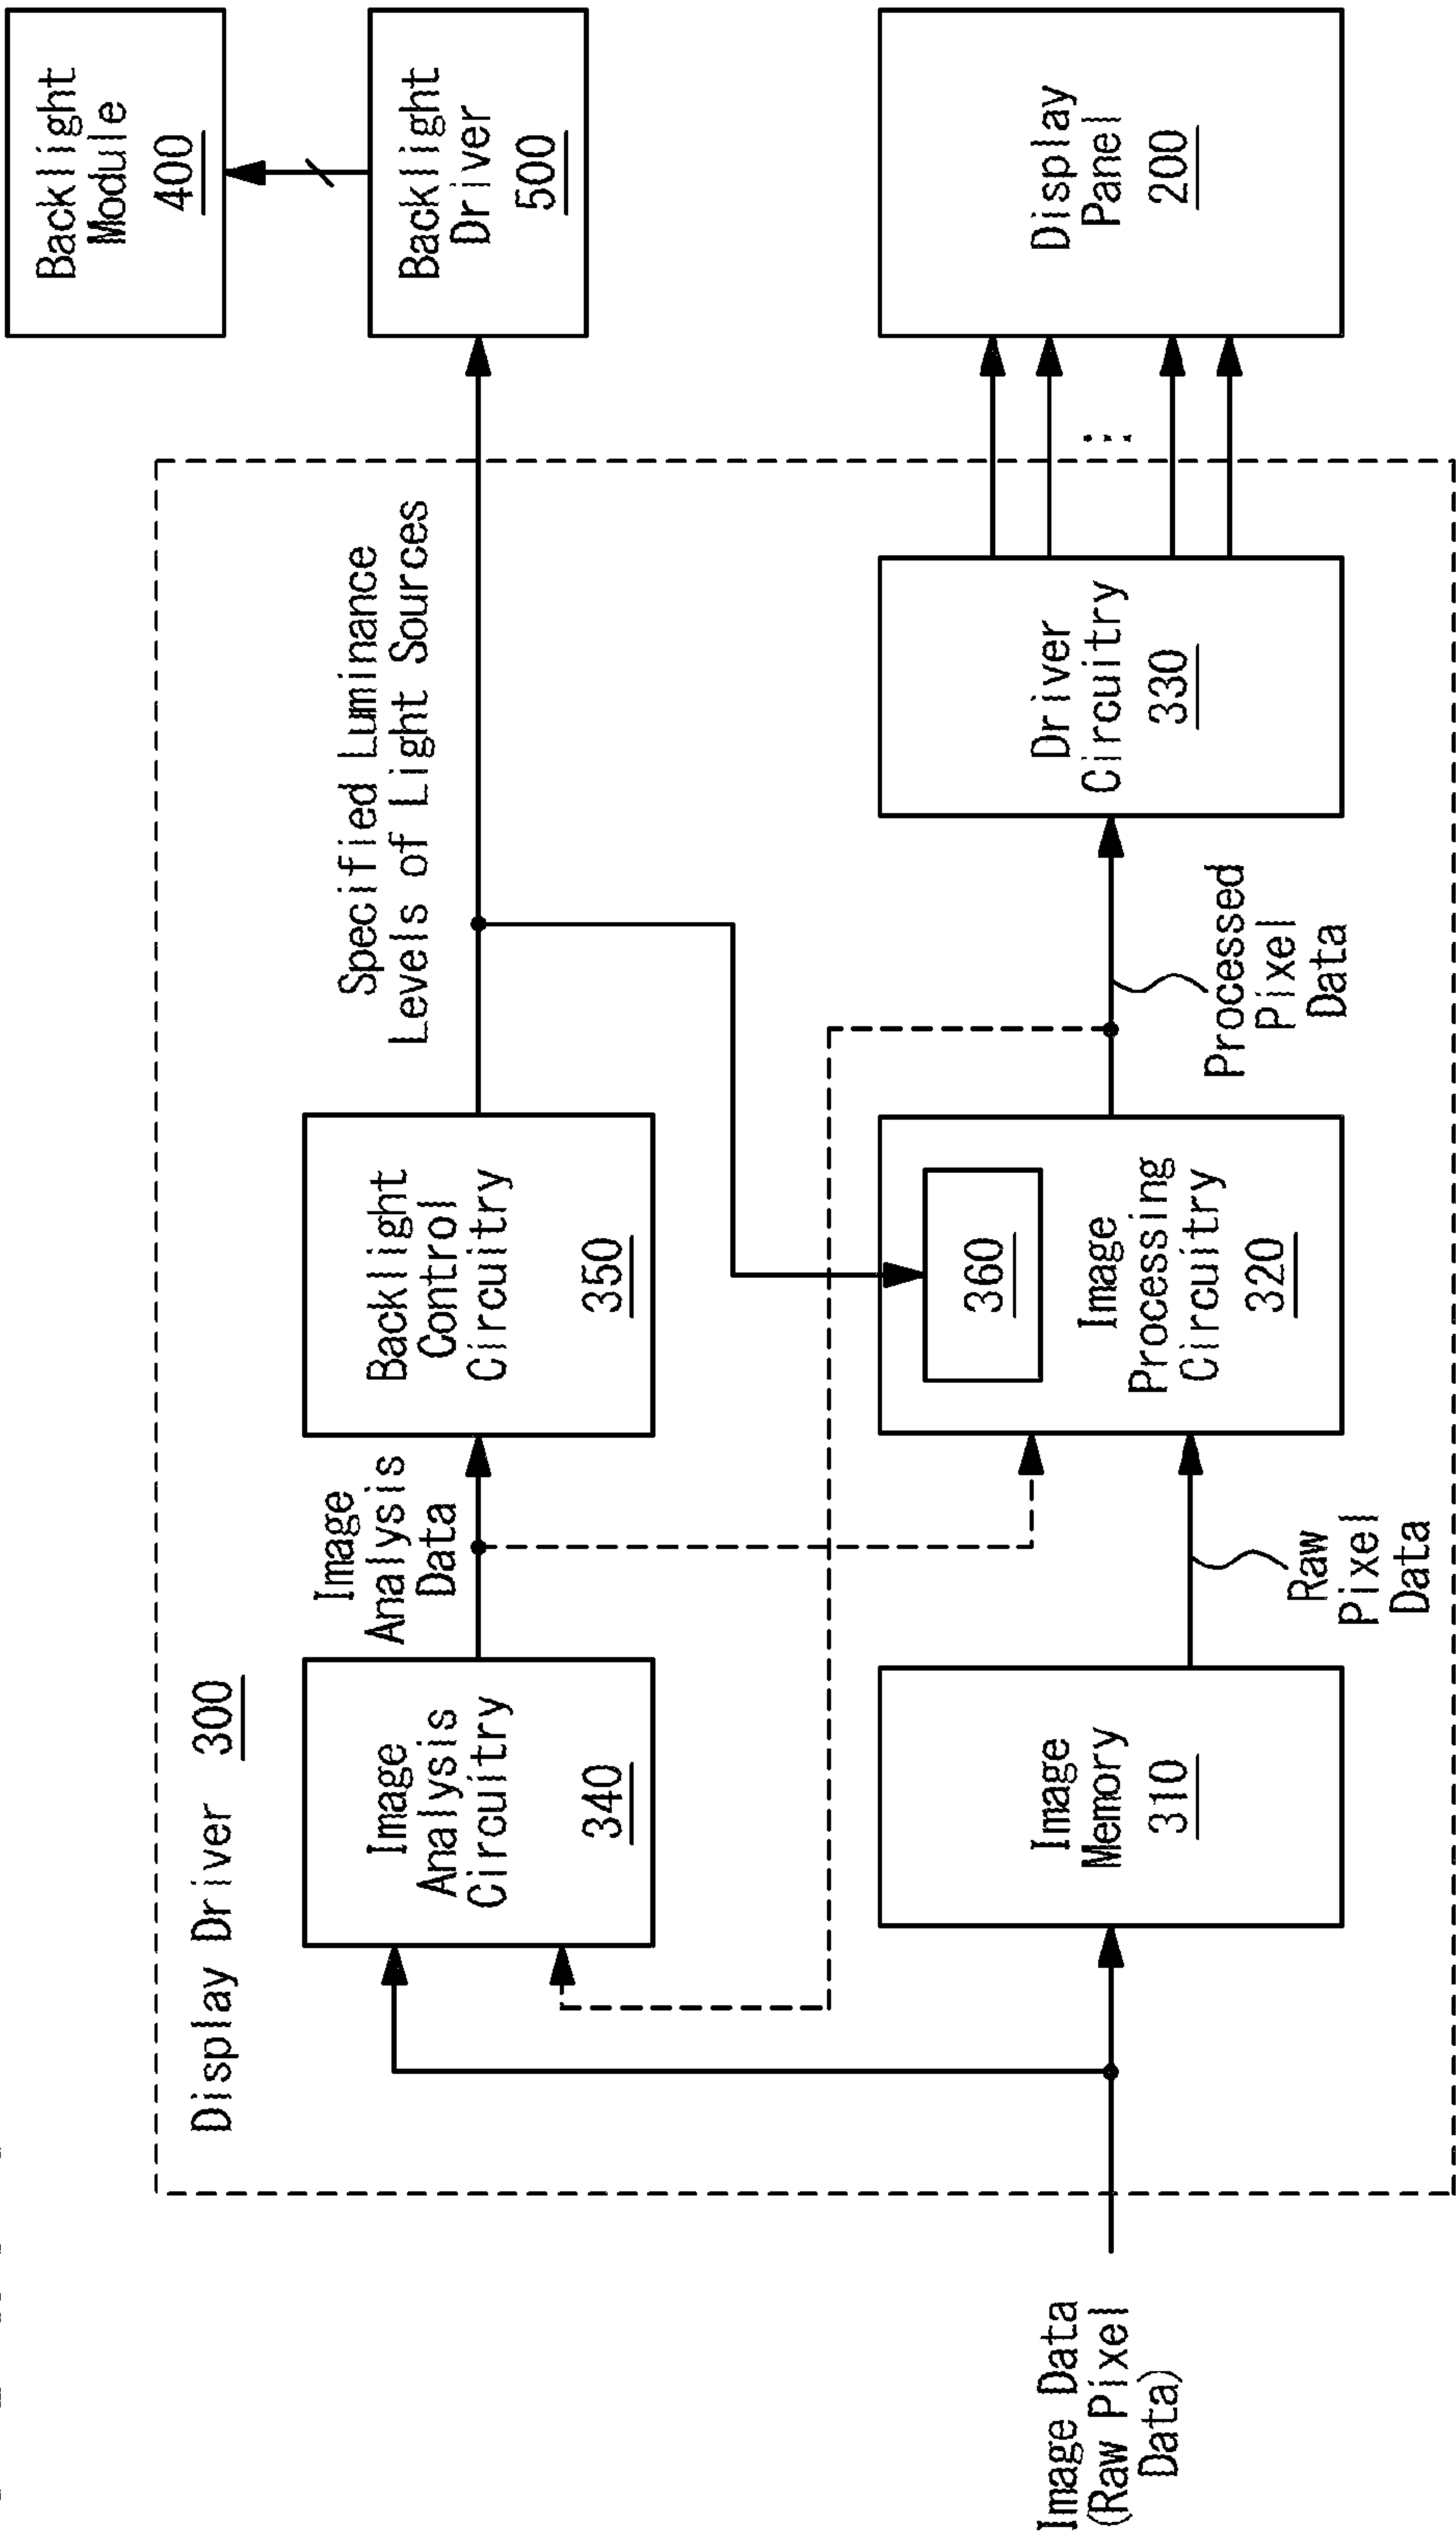 Backlight
Module
400
Backlight
Driver
500
Display Driver 300
Specified Luminance
Levels of Light Sources
Image
Analysis
Circuitry
340
Image
Analysis
Data
Backlight
Control
Circuitry
350
Image Data
(Raw Pixel
Data)
Image
Memory
310
Raw
Pixel
Data
360
Image
Processing
Circuitry
320
Processed
Pixel
Data
Driver
Circuitry
330
...
Display
Panel
200